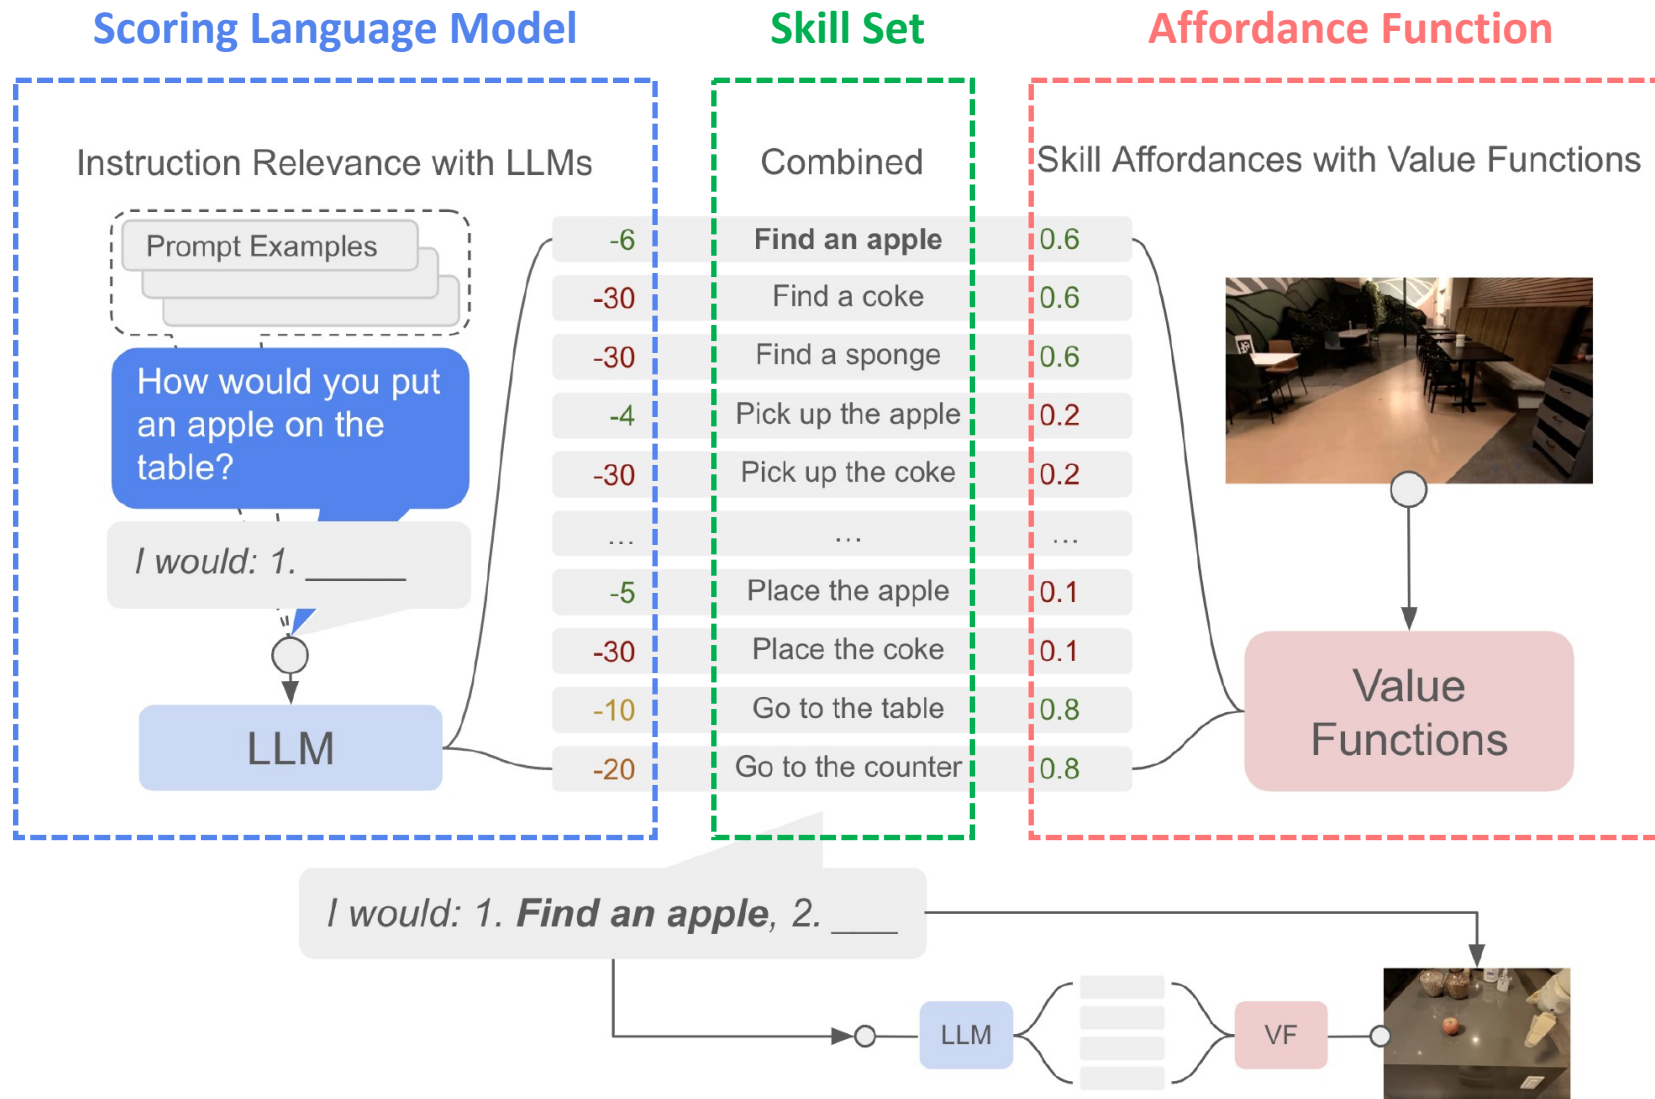 Scoring Language Model
Skill Set
Affordance Function
Instruction Relevance with LLMs
Combined
Skill Affordances with Value Functions
Prompt Examples
How would you put
an apple on the
table?
I would: 1. _____
LLM
-6 Find an apple 0.6
-30 Find a coke 0.6
-30 Find a sponge 0.6
-4 Pick up the apple 0.2
-30 Pick up the coke 0.2
... ... ...
-5 Place the apple 0.1
-30 Place the coke 0.1
-10 Go to the table 0.8
-20 Go to the counter 0.8
Value
Functions
I would: 1. Find an apple, 2. ___
LLM
VF